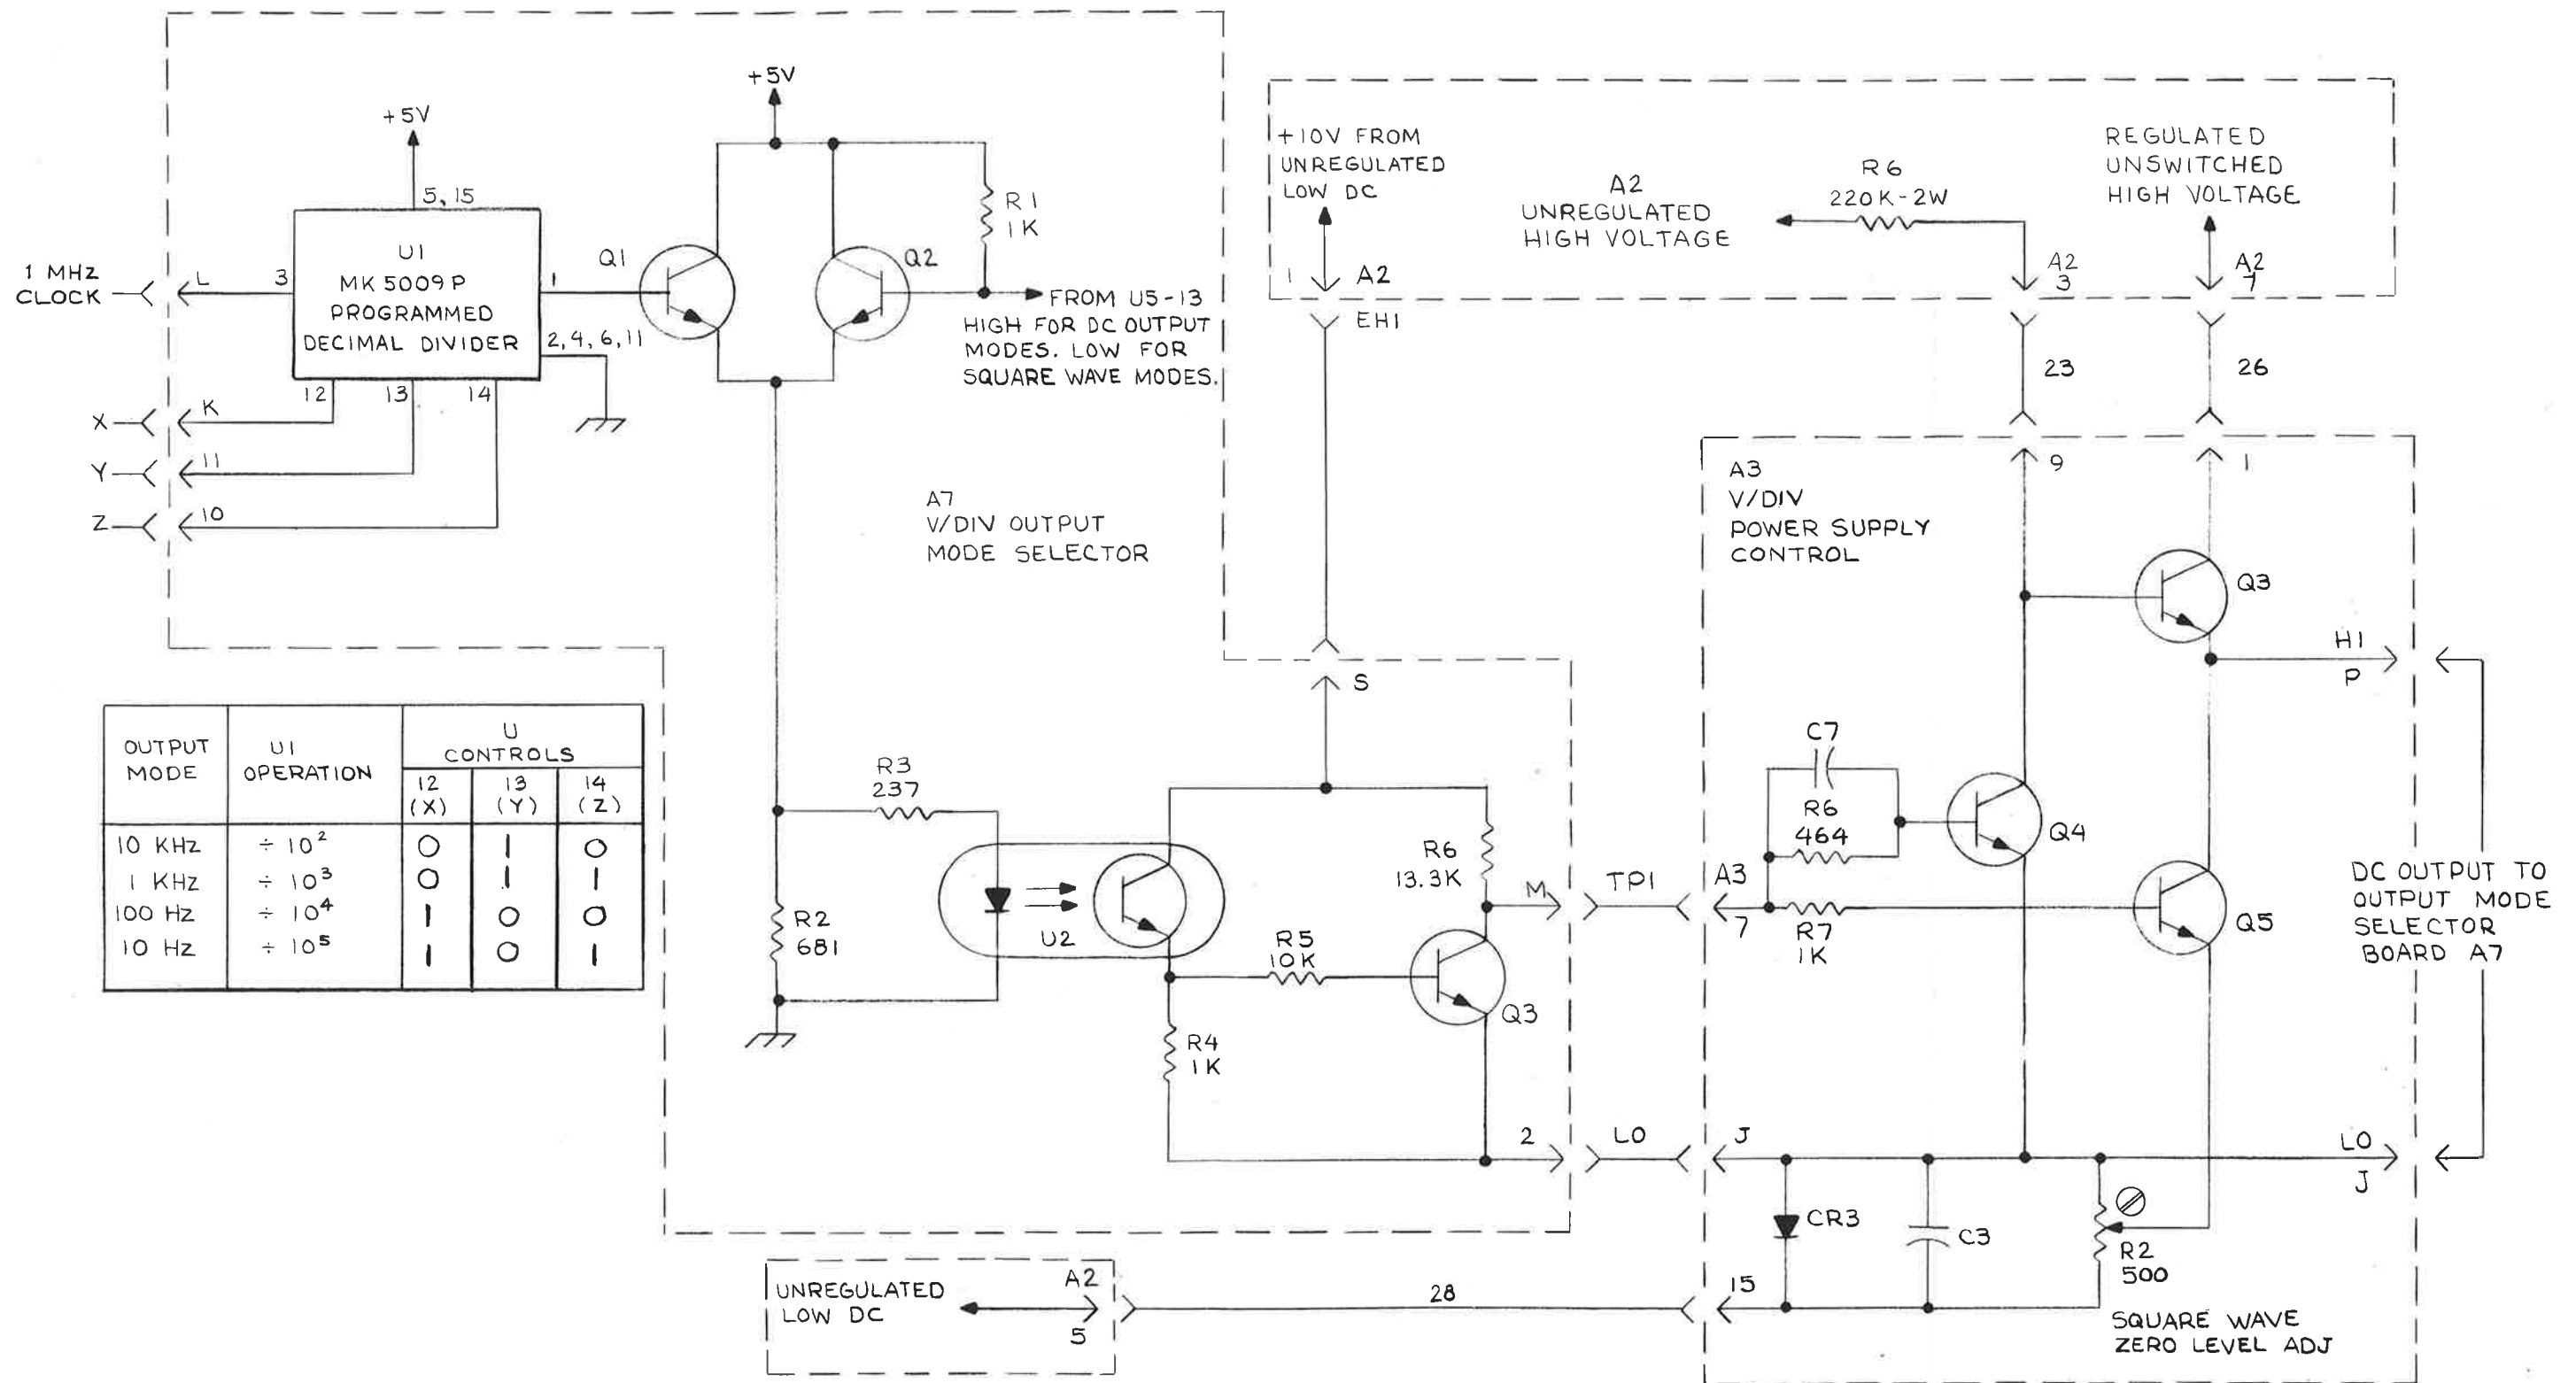 +5V
+5V
5, 15
U1
MK 5009 P
PROGRAMMED
DECIMAL DIVIDER
1 MHZ
CLOCK
L
3
1
2, 4, 6, 11
12
13
14
X
K
Y
11
Z
10
Q1
Q2
R1
1K
FROM U5-13
HIGH FOR DC OUTPUT
MODES. LOW FOR
SQUARE WAVE MODES.
A7
V/DIV OUTPUT
MODE SELECTOR
+10V FROM
UNREGULATED
LOW DC
1
A2
EHI
A2
UNREGULATED
HIGH VOLTAGE
R6
220K-2W
REGULATED
UNSWITCHED
HIGH VOLTAGE
A2
3
A2
7
23
26
A3
V/DIV
POWER SUPPLY
CONTROL
9
1
Q3
HI
P
S
OUTPUT
MODE
U1
OPERATION
U
CONTROLS
12
(X)
13
(Y)
14
(Z)
10 KHZ ÷ 10² 0 1 0
1 KHZ ÷ 10³ 0 1 1
100 HZ ÷ 10⁴ 1 0 0
10 HZ ÷ 10⁵ 1 0 1
R3
237
R2
681
U2
R5
10K
R4
1K
R6
13.3K
Q3
M
TP1
A3
7
C7
R6
464
R7
1K
Q4
Q5
DC OUTPUT TO
OUTPUT MODE
SELECTOR
BOARD A7
2
LO
J
LO
J
CR3
C3
R2
500
SQUARE WAVE
ZERO LEVEL ADJ
UNREGULATED
LOW DC
A2
5
28
15